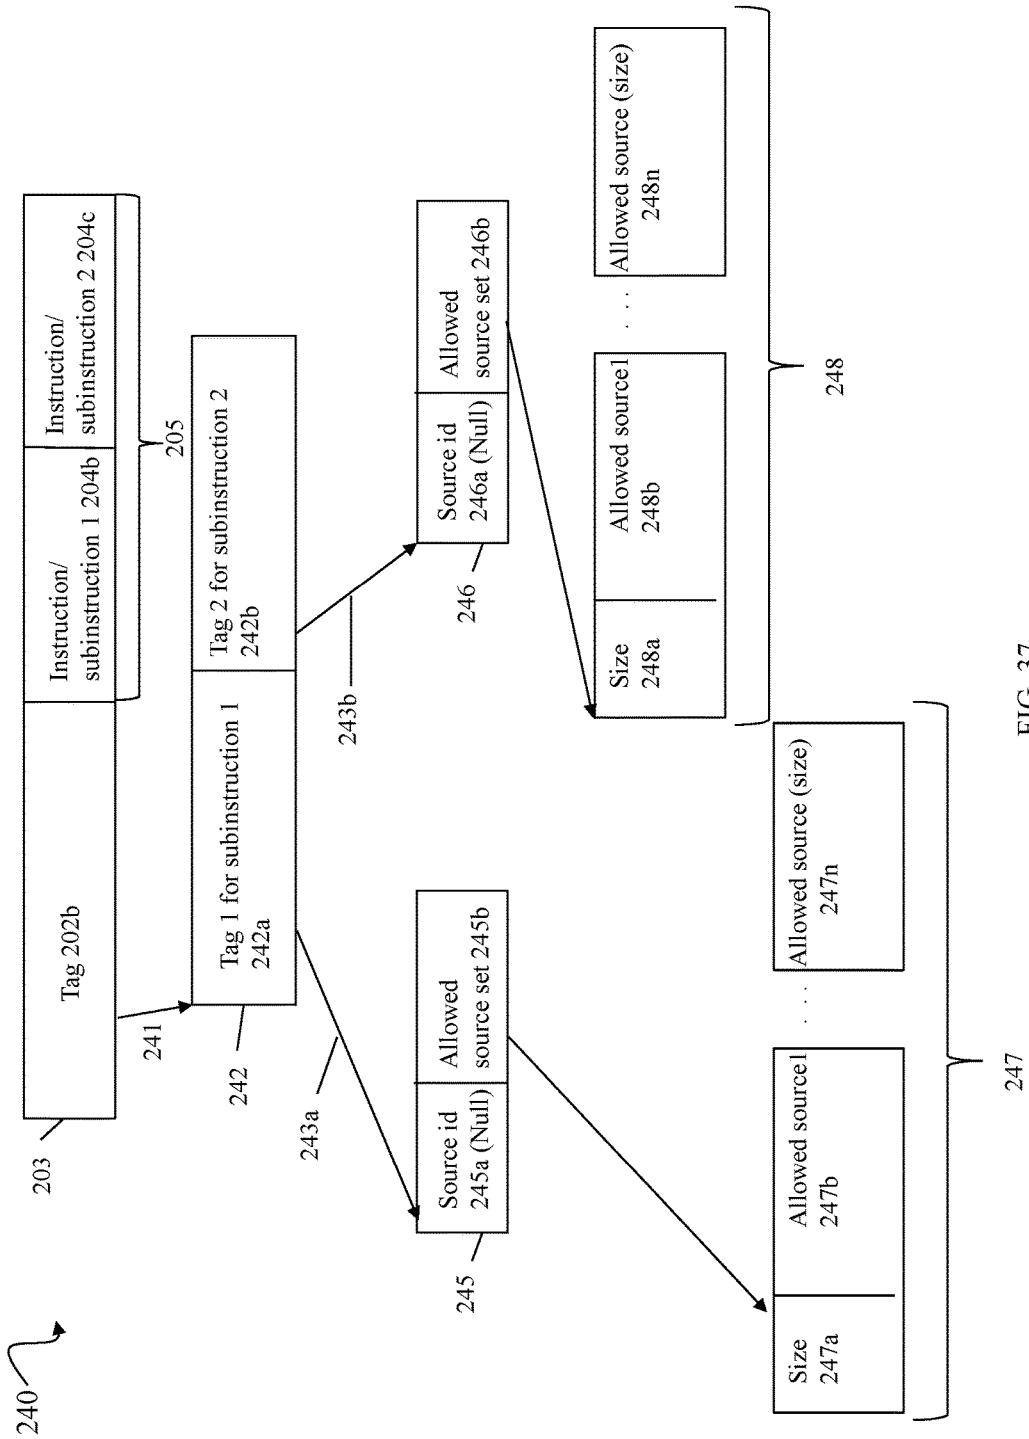 240
203
Tag 202b
Instruction/
subinstruction 1 204b
Instruction/
subinstruction 2 204c
205
241
242
Tag 1 for subinstruction 1
242a
Tag 2 for subinstruction 2
242b
243a
243b
245
Source id
245a (Null)
Allowed
source set 245b
246
Source id
246a (Null)
Allowed
source set 246b
Size
248a
Allowed source1
248b
. . .
Allowed source (size)
248n
248
Size
247a
Allowed source1
247b
. . .
Allowed source (size)
247n
247
FIG. 37